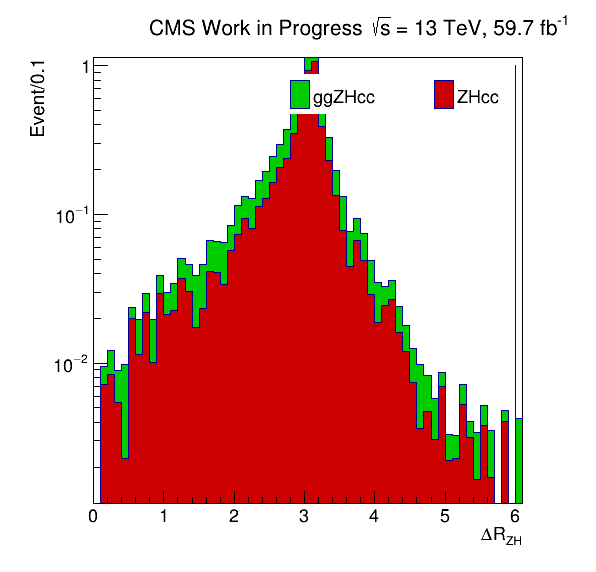 CMS Work in Progress √s = 13 TeV, 59.7 fb⁻¹
Event/0.1
1
10⁻¹
10⁻²
ggZHcc ZHcc
0 1 2 3 4 5 6
ΔR_ZH